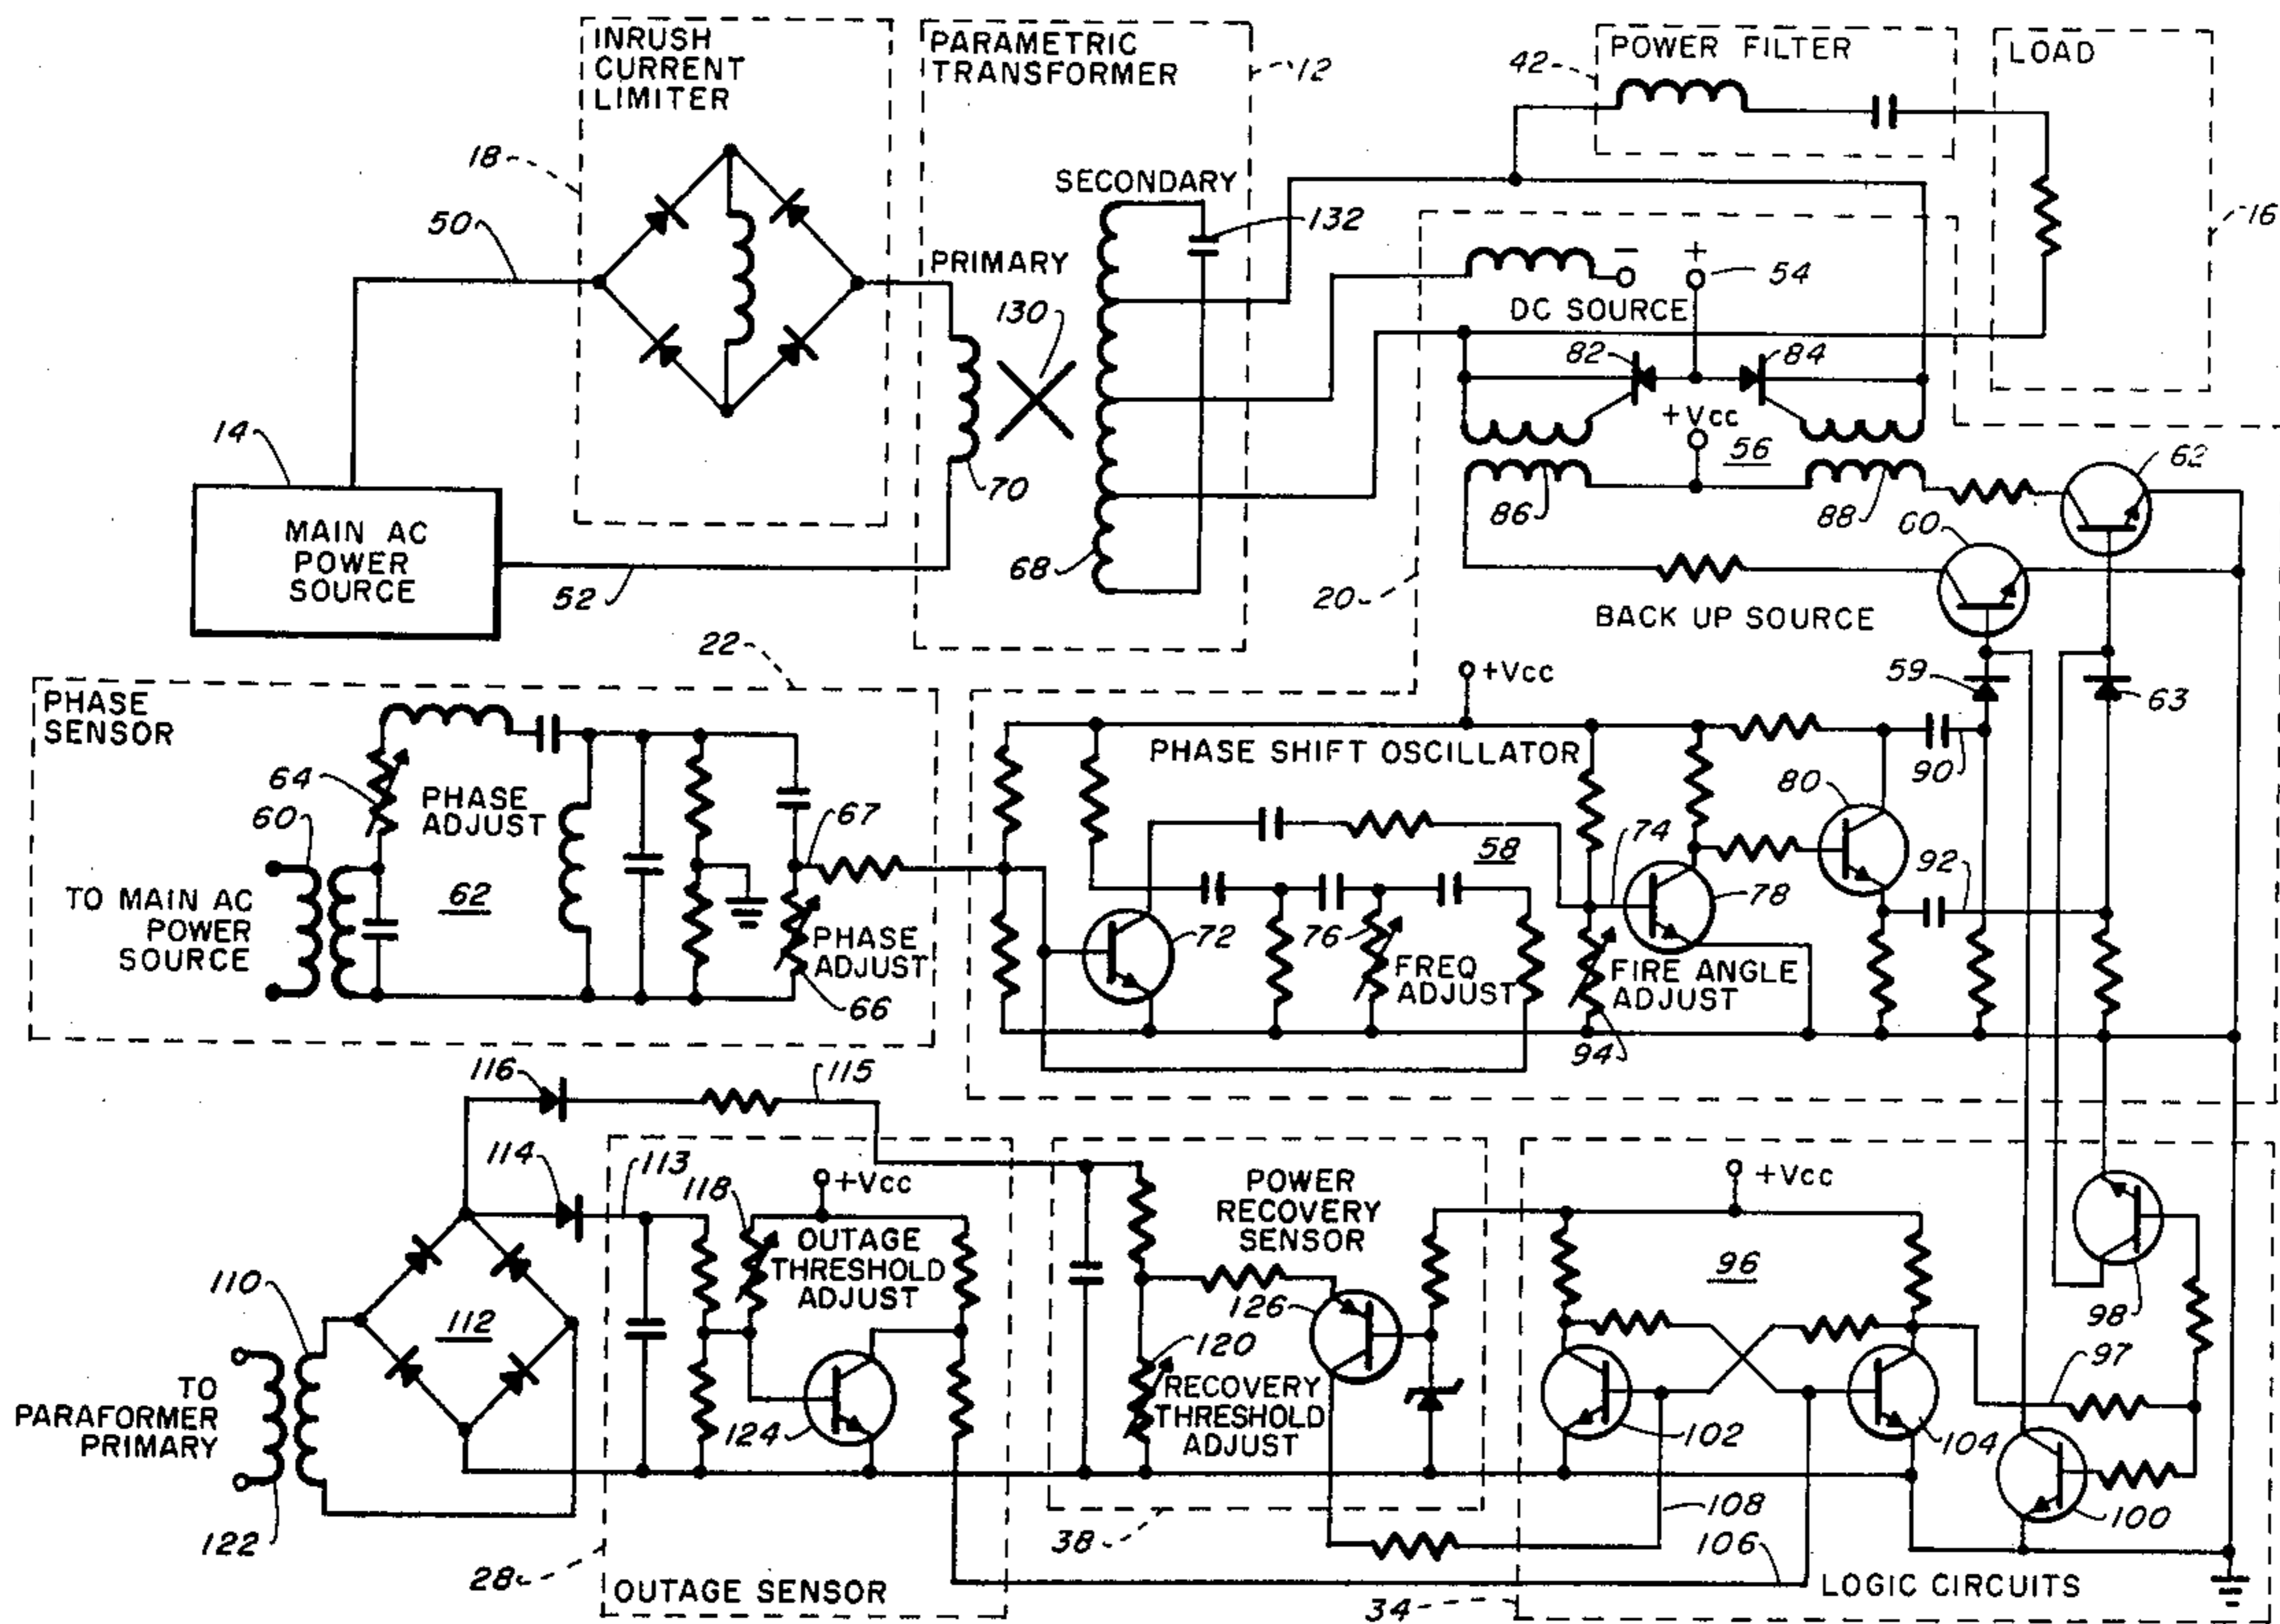 INRUSH
CURRENT
LIMITER
PARAMETRIC
TRANSFORMER
12
42
POWER FILTER
LOAD
18
SECONDARY
132
16
50
PRIMARY
130
− +
54
DC SOURCE
82
84
+Vcc
56
14
70
86
88
62
60
MAIN AC
POWER
SOURCE
52
68
20
BACK UP SOURCE
22
59
63
PHASE
SENSOR
+Vcc
PHASE SHIFT OSCILLATOR
90
64
PHASE
ADJUST
60
67
80
74
58
92
TO MAIN AC
POWER
SOURCE
62
72
76
78
PHASE
ADJUST
66
FREQ
ADJUST
FIRE ANGLE
ADJUST
94
116
115
114
113
118
+Vcc
OUTAGE
THRESHOLD
ADJUST
POWER
RECOVERY
SENSOR
+Vcc
110
112
126
96
98
120
97
TO
PARAFORMER
PRIMARY
RECOVERY
THRESHOLD
ADJUST
124
102
104
122
108
100
38
106
28
OUTAGE SENSOR
LOGIC CIRCUITS
34